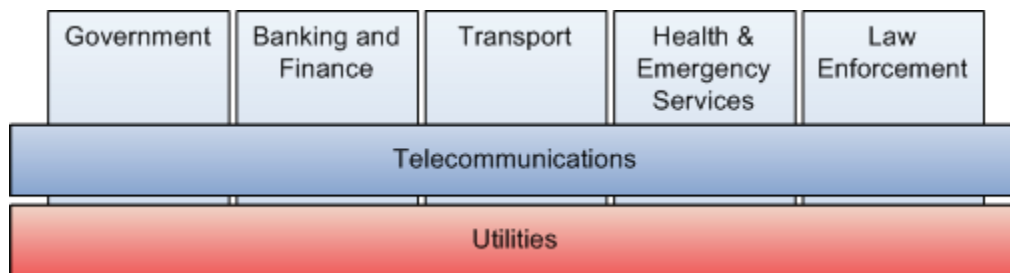 Government
Banking and
Finance
Transport
Health &
Emergency
Services
Law
Enforcement
Telecommunications
Utilities